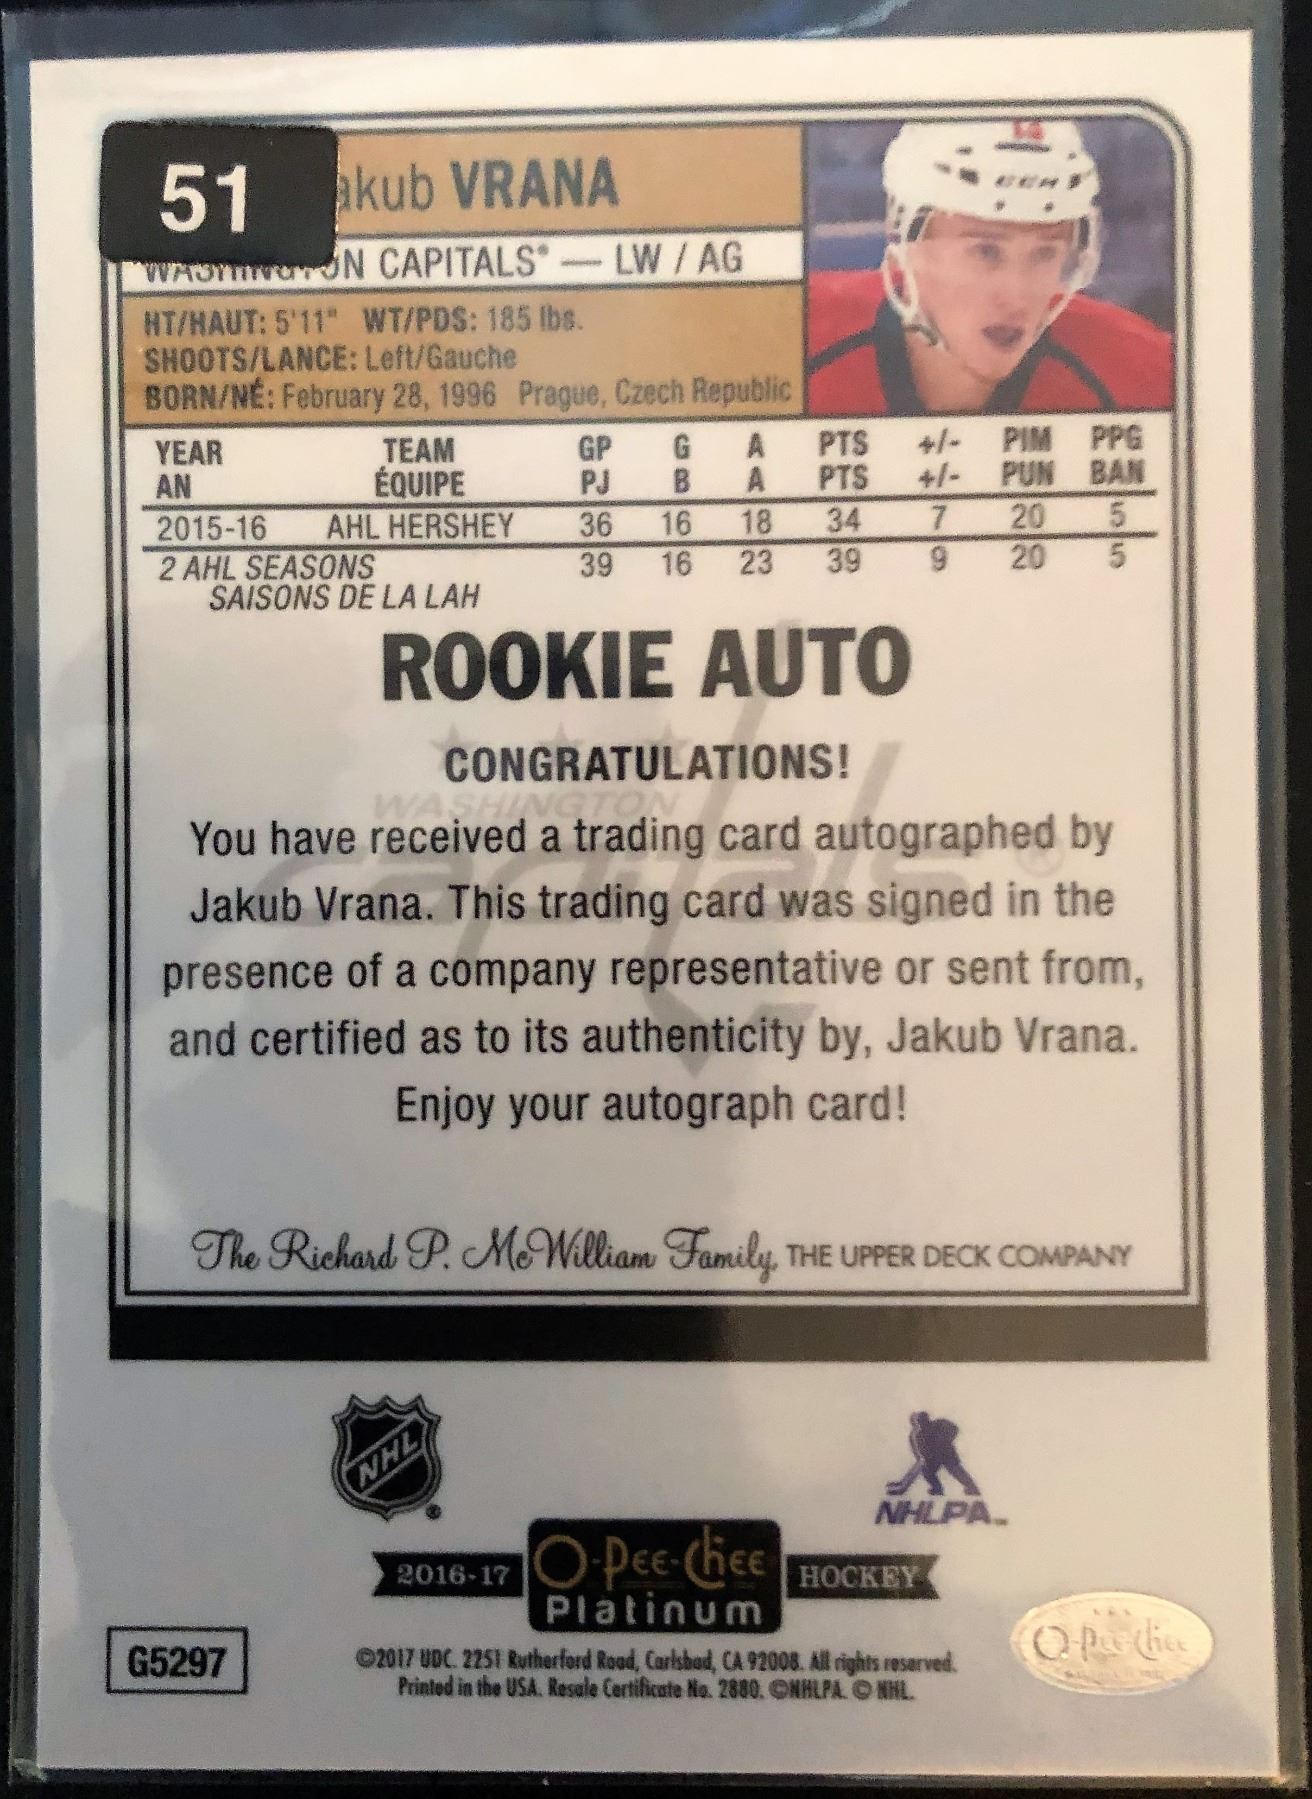 51
akub VRANA
WASHINGTON CAPITALS® — LW / AG
HT/HAUT: 5'11" WT/PDS: 185 lbs.
SHOOTS/LANCE: Left/Gauche
BORN/NÉ: February 28, 1996 Prague, Czech Republic
YEAR TEAM GP G A PTS +/- PIM PPG
AN ÉQUIPE PJ B A PTS +/- PUN BAN
2015-16 AHL HERSHEY 36 16 18 34 7 20 5
2 AHL SEASONS 39 16 23 39 9 20 5
SAISONS DE LA LAH
ROOKIE AUTO
CONGRATULATIONS!
WASHINGTON
capitals®
You have received a trading card autographed by
Jakub Vrana. This trading card was signed in the
presence of a company representative or sent from,
and certified as to its authenticity by, Jakub Vrana.
Enjoy your autograph card!
The Richard P. McWilliam Family, THE UPPER DECK COMPANY
NHL®
NHLPA™
2016-17 O-Pee-Chee HOCKEY
Platinum
G5297
©2017 UDC. 2251 Rutherford Road, Carlsbad, CA 92008. All rights reserved.
Printed in the USA. Resale Certificate No. 2880. ©NHLPA. © NHL.
O-Pee-Chee
CCM